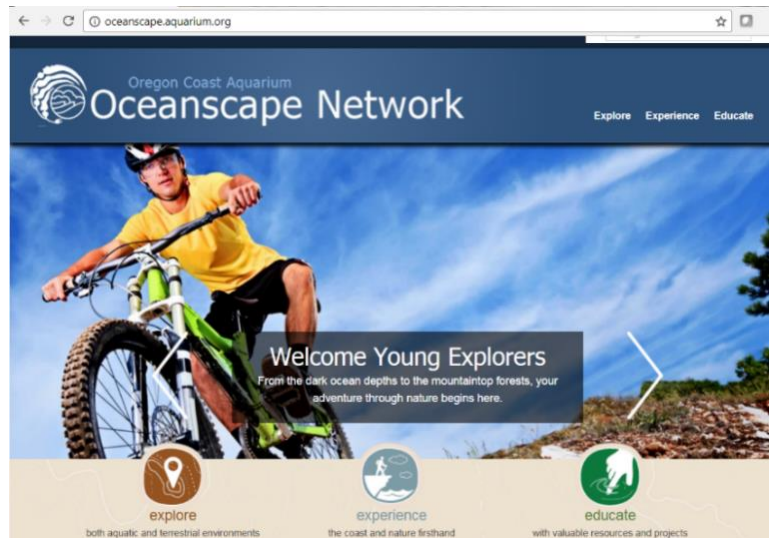 oceanscape.aquarium.org
Oregon Coast Aquarium
Oceanscape Network
Explore Experience Educate
Welcome Young Explorers
From the dark ocean depths to the mountaintop forests, your
adventure through nature begins here.
explore
both aquatic and terrestrial environments
experience
the coast and nature firsthand
educate
with valuable resources and projects